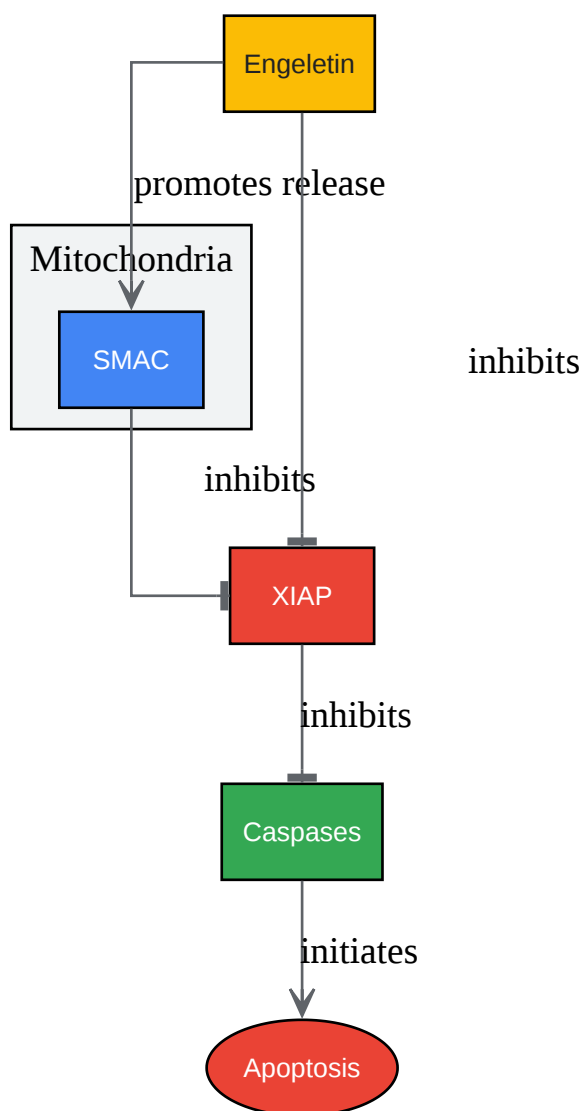 Engeletin
promotes release
Mitochondria
SMAC
inhibits
inhibits
XIAP
inhibits
Caspases
initiates
Apoptosis